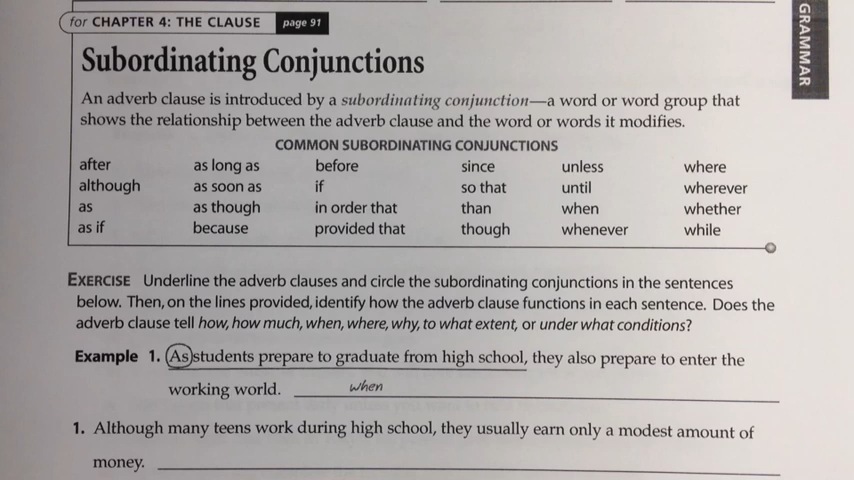 for CHAPTER 4: THE CLAUSE page 91
GRAMMAR
Subordinating Conjunctions
An adverb clause is introduced by a subordinating conjunction—a word or word group that
shows the relationship between the adverb clause and the word or words it modifies.
COMMON SUBORDINATING CONJUNCTIONS
after as long as before since unless where
although as soon as if so that until wherever
as as though in order that than when whether
as if because provided that though whenever while
EXERCISE Underline the adverb clauses and circle the subordinating conjunctions in the sentences
below. Then, on the lines provided, identify how the adverb clause functions in each sentence. Does the
adverb clause tell how, how much, when, where, why, to what extent, or under what conditions?
Example 1. As students prepare to graduate from high school, they also prepare to enter the
working world. when
1. Although many teens work during high school, they usually earn only a modest amount of
money.